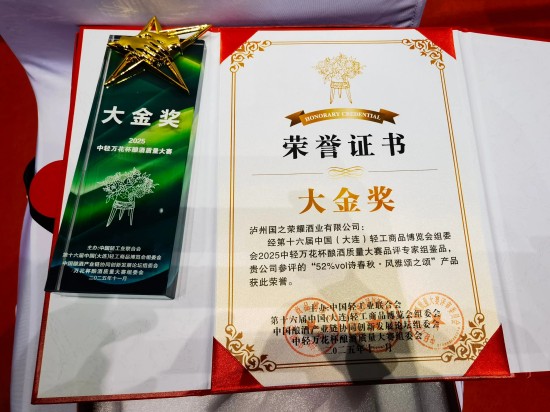 大金奖
2025
中轻万花杯酿酒质量大赛
主办:中国轻工业联合会
第十六届中国(大连)轻工商品博览会组委会
中国酿酒产业链协同创新发展论坛组委会
万花杯酿酒质量大赛组委会
二〇二五年十一月
HONORARY CREDENTIAL
荣誉证书
大金奖
泸州国之荣耀酒业有限公司:
经第十六届中国(大连)轻工商品博览会组委
会2025中轻万花杯酿酒质量大赛品评专家组鉴品,
贵公司参评的“52%vol诗春秋·风雅颂之颂”产品
获此荣誉。
主办:中国轻工业联合会
第十六届中国(大连)轻工商品博览会组委会
中国酿酒产业链协同创新发展论坛组委会
中轻万花杯酿酒质量大赛组委会
二〇二五年十一月